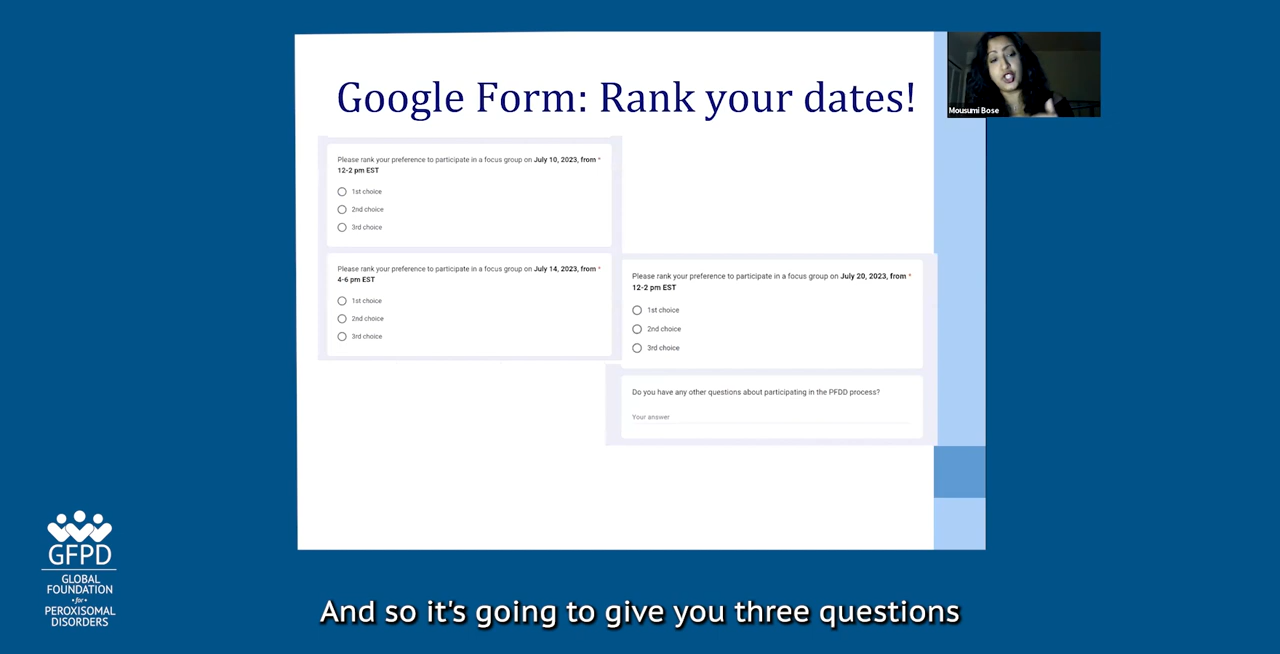 Google Form: Rank your dates!
Mousumi Bose
Please rank your preference to participate in a focus group on July 10, 2023, from *
12-2 pm EST
1st choice
2nd choice
3rd choice
Please rank your preference to participate in a focus group on July 14, 2023, from *
4-6 pm EST
1st choice
2nd choice
3rd choice
Please rank your preference to participate in a focus group on July 20, 2023, from *
12-2 pm EST
1st choice
2nd choice
3rd choice
Do you have any other questions about participating in the PFDD process?
Your answer
GFPD
GLOBAL
FOUNDATION
for
PEROXISOMAL
DISORDERS
And so it's going to give you three questions